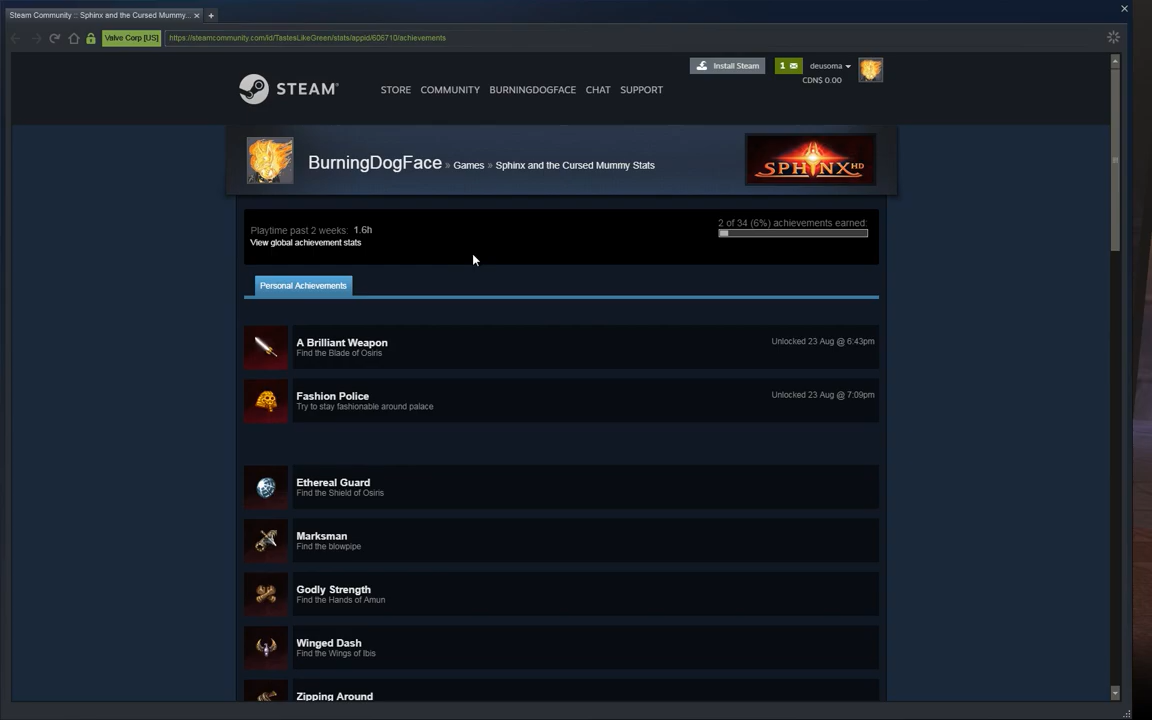 Steam Community :: Sphinx and the Cursed Mummy...
Valve Corp [US]
https://steamcommunity.com/id/TastesLikeGreen/stats/appid/606710/achievements
Install Steam
1
deusoma
CDN$ 0.00
STEAM
STORE COMMUNITY BURNINGDOGFACE CHAT SUPPORT
BurningDogFace » Games » Sphinx and the Cursed Mummy Stats
SPHINX HD
Playtime past 2 weeks: 1.6h
View global achievement stats
2 of 34 (6%) achievements earned:
Personal Achievements
A Brilliant Weapon
Find the Blade of Osiris
Unlocked 23 Aug @ 6:43pm
Fashion Police
Try to stay fashionable around palace
Unlocked 23 Aug @ 7:09pm
Ethereal Guard
Find the Shield of Osiris
Marksman
Find the blowpipe
Godly Strength
Find the Hands of Amun
Winged Dash
Find the Wings of Ibis
Zipping Around